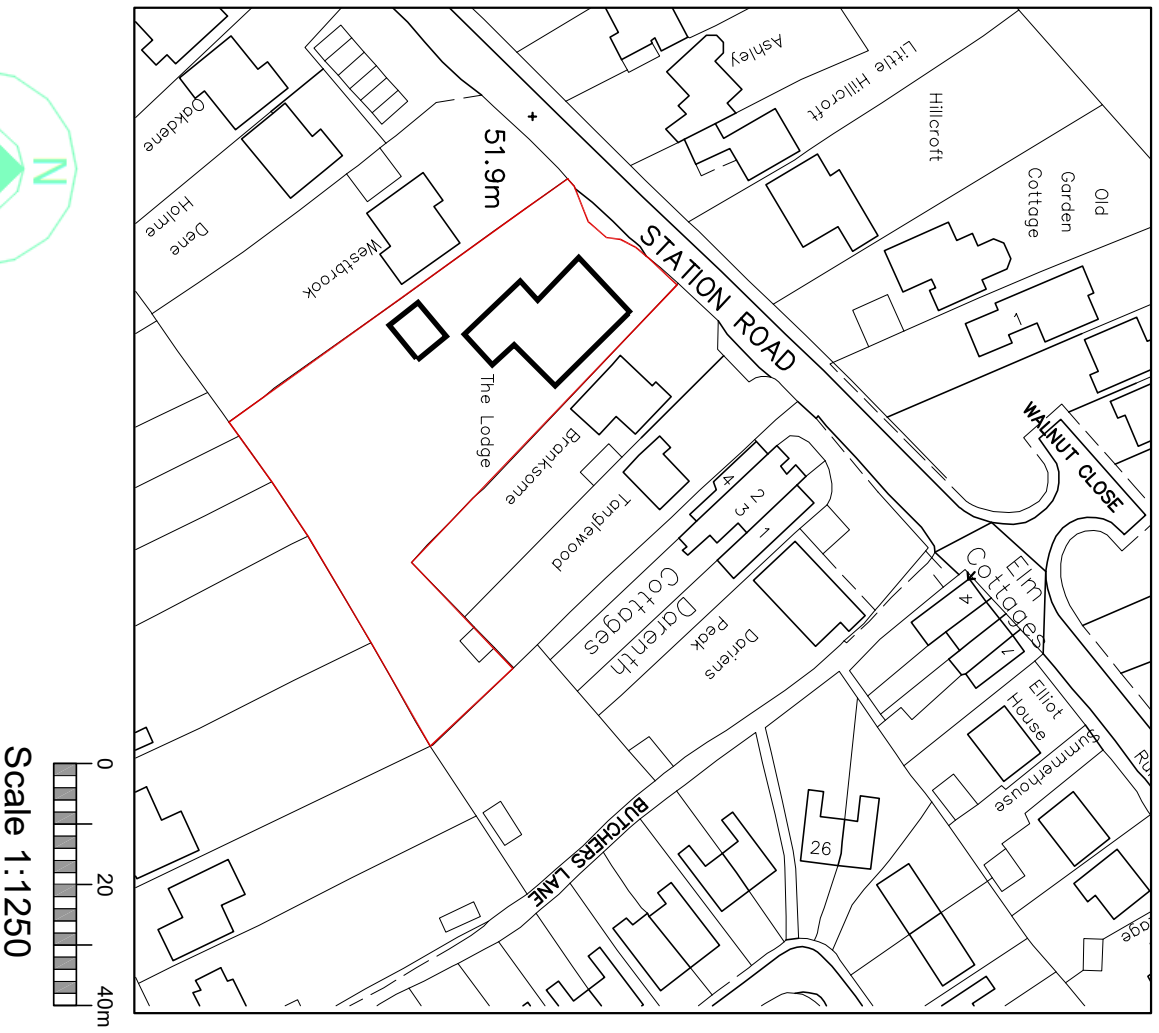 Ashley
Little Hillcroft
Hillcroft
Old
Garden
Cottage
1
Oakdene
Dene
Holme
Westbrook
51.9m
STATION ROAD
WALNUT CLOSE
The Lodge
Branksome
Tanglewood
4
2
3
1
Darenth
Cottages
Dariens
Peak
Elm
Cottages
4
1
Elliot
House
Summerhouse
26
BUTCHERS LANE
N
0
20
40m
Scale 1:1250